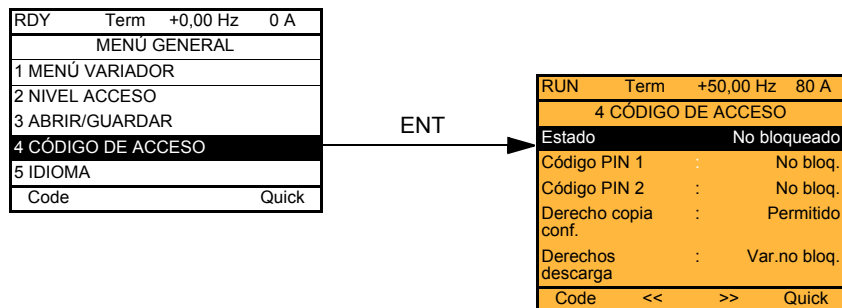 RDY Term +0,00 Hz 0 A
MENÚ GENERAL
1 MENÚ VARIADOR
2 NIVEL ACCESO
3 ABRIR/GUARDAR
4 CÓDIGO DE ACCESO
5 IDIOMA
Code Quick
ENT
RUN Term +50,00 Hz 80 A
4 CÓDIGO DE ACCESO
Estado No bloqueado
Código PIN 1 : No bloq.
Código PIN 2 : No bloq.
Derecho copia : Permitido
conf.
Derechos : Var.no bloq.
descarga
Code << >> Quick